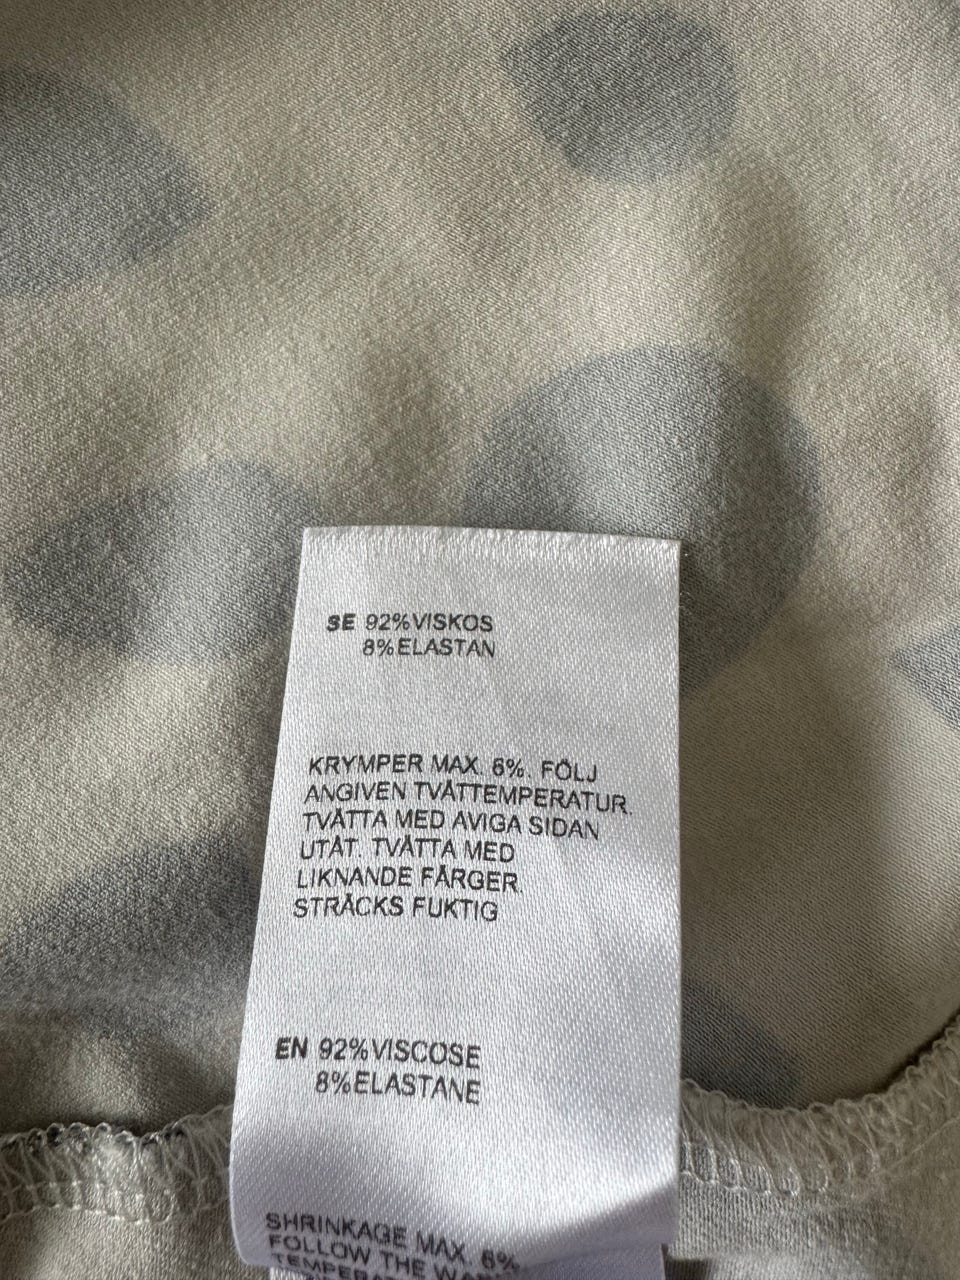 SE 92%VISKOS
8%ELASTAN
KRYMPER MAX. 6%. FÖLJ
ANGIVEN TVÄTTEMPERATUR.
TVÄTTA MED AVIGA SIDAN
UTÅT. TVÄTTA MED
LIKNANDE FÄRGER.
STRÄCKS FUKTIG
EN 92%VISCOSE
8%ELASTANE
SHRINKAGE MAX. 6%
FOLLOW THE